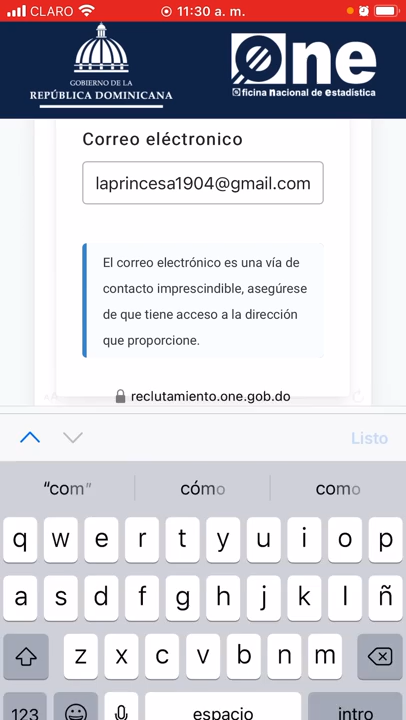 CLARO 11:30 a. m.
GOBIERNO DE LA
REPÚBLICA DOMINICANA
One
Oficina nacional de estadística
Correo eléctronico
laprincesa1904@gmail.com
El correo electrónico es una vía de
contacto imprescindible, asegúrese
de que tiene acceso a la dirección
que proporcione.
reclutamiento.one.gob.do
Listo
“com” cómo como
q w e r t y u i o p
a s d f g h j k l ñ
z x c v b n m
123 espacio intro